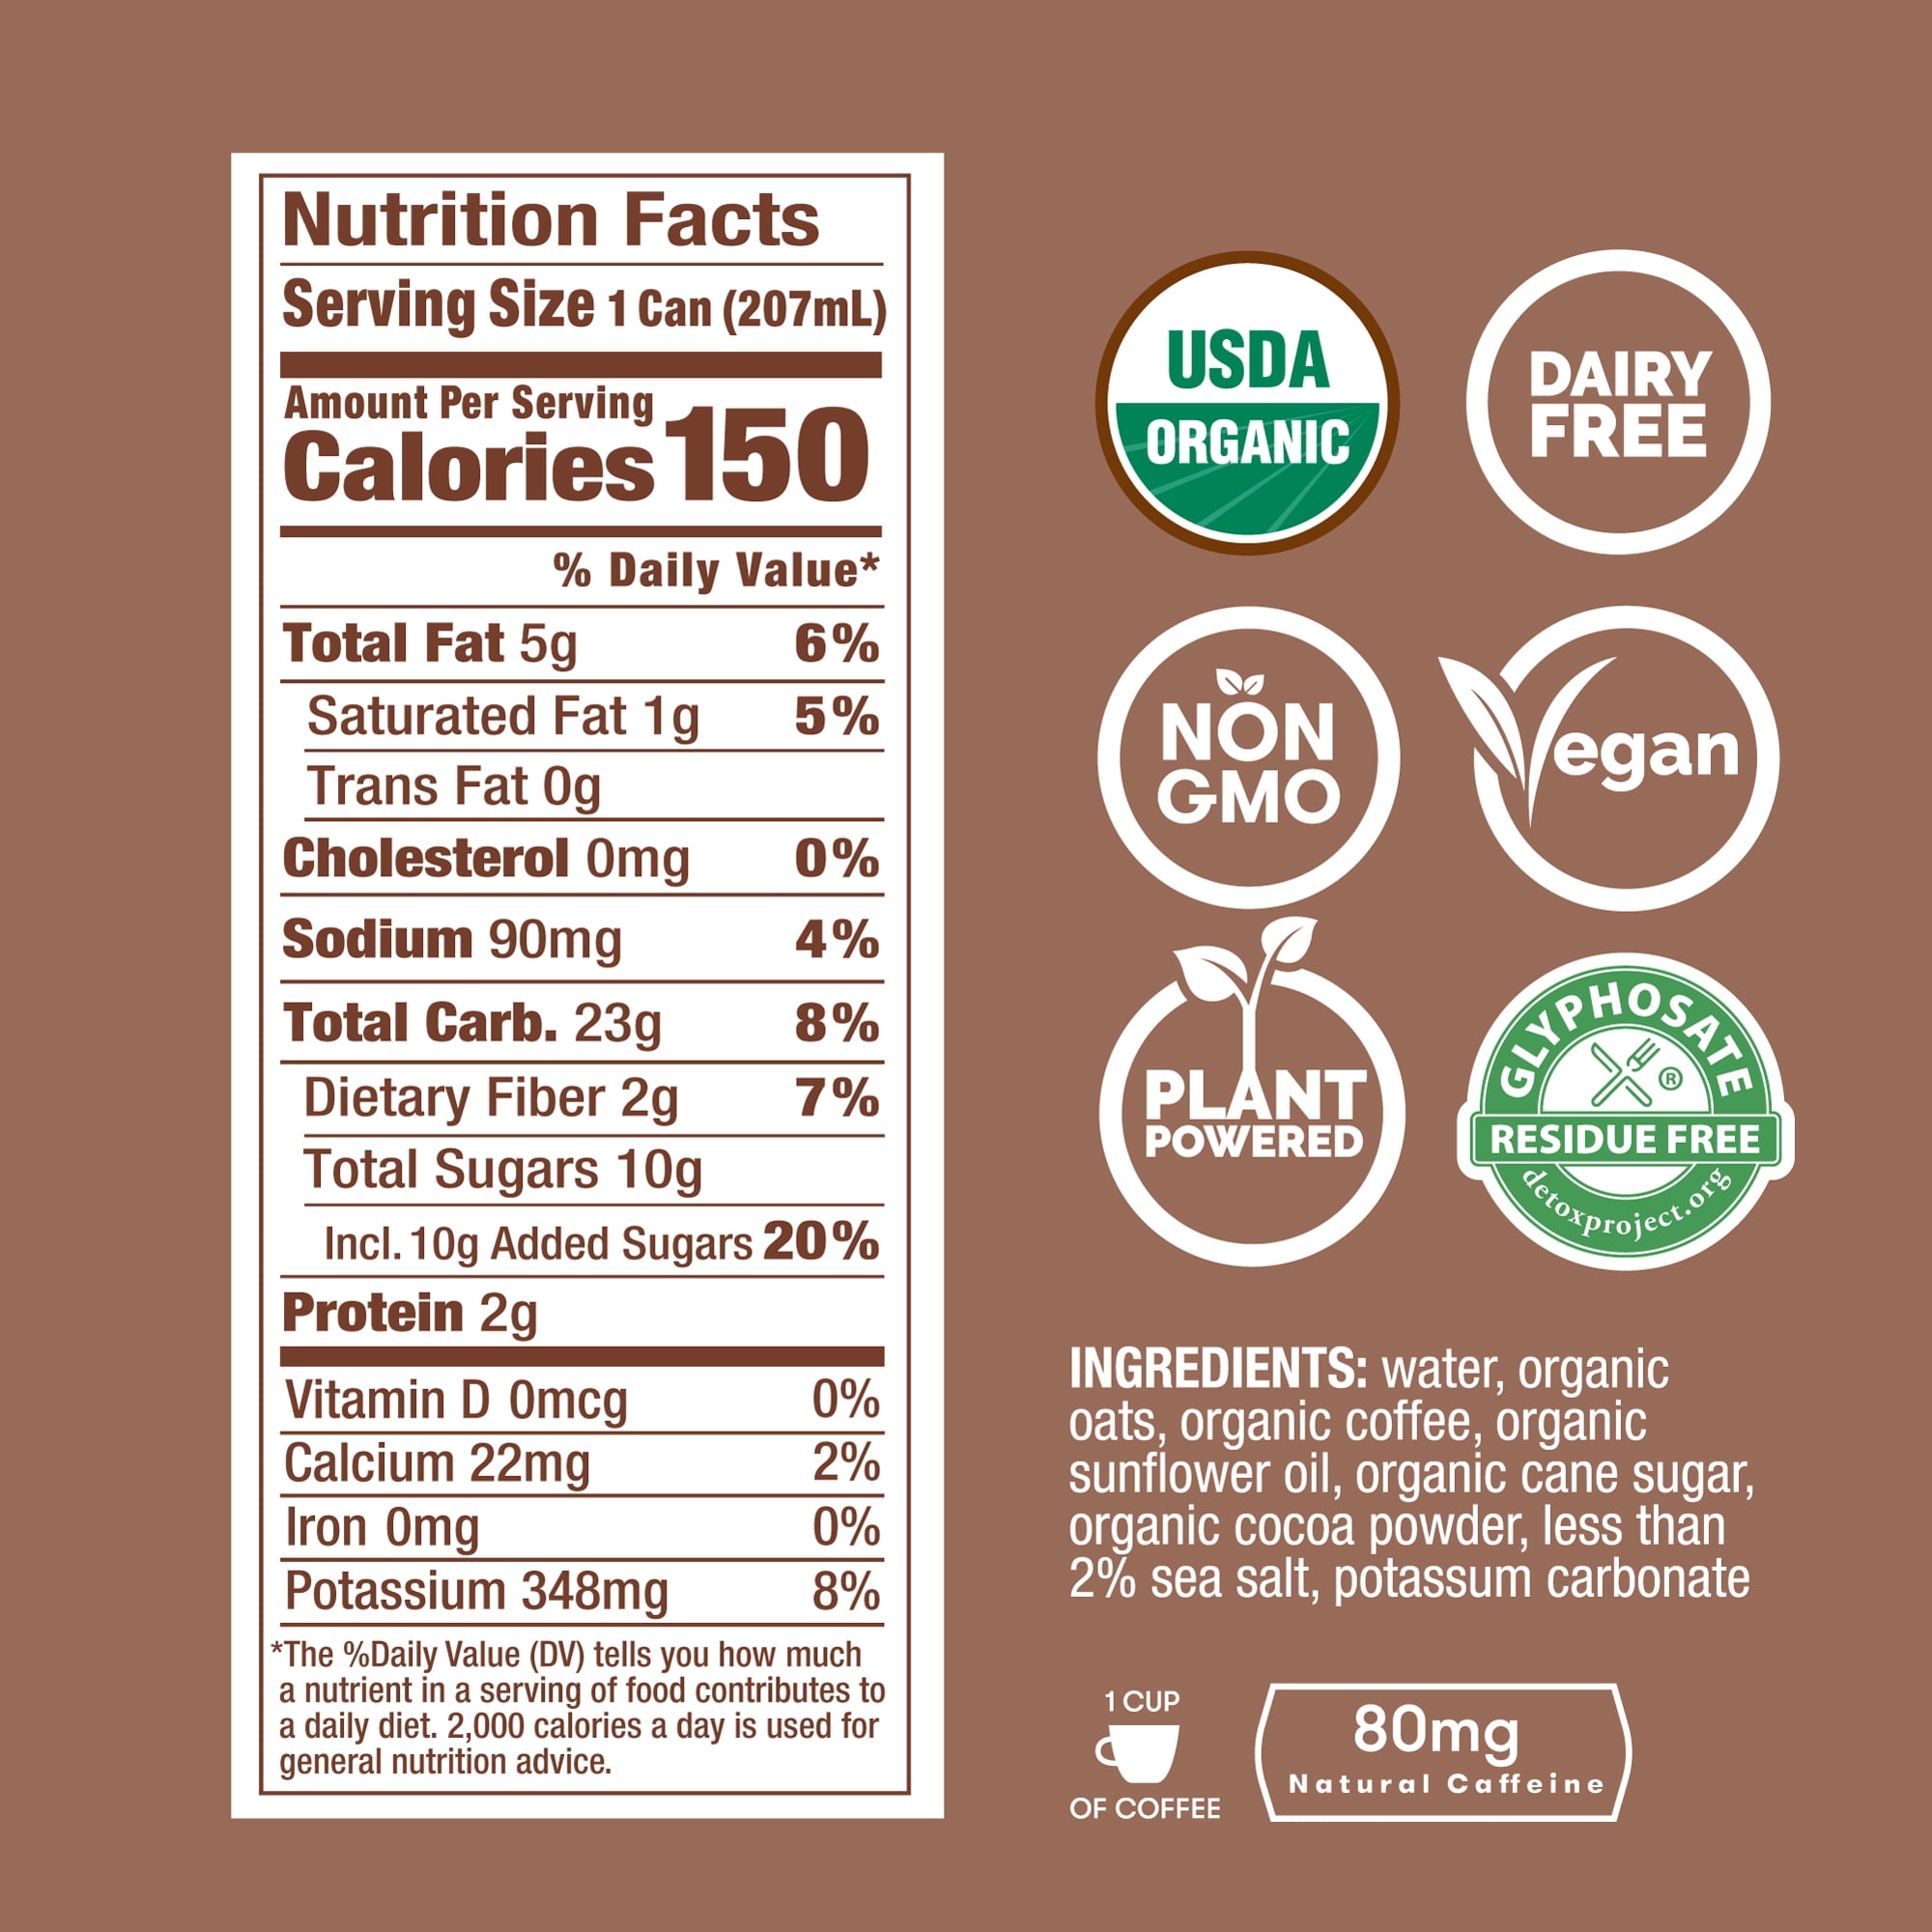 Nutrition Facts
Serving Size 1 Can (207mL)
Amount Per Serving
Calories 150
% Daily Value*
Total Fat 5g 6%
Saturated Fat 1g 5%
Trans Fat 0g
Cholesterol 0mg 0%
Sodium 90mg 4%
Total Carb. 23g 8%
Dietary Fiber 2g 7%
Total Sugars 10g
Incl. 10g Added Sugars 20%
Protein 2g
Vitamin D 0mcg 0%
Calcium 22mg 2%
Iron 0mg 0%
Potassium 348mg 8%
*The %Daily Value (DV) tells you how much
a nutrient in a serving of food contributes to
a daily diet. 2,000 calories a day is used for
general nutrition advice.
USDA
ORGANIC
DAIRY
FREE
NON
GMO
Vegan
PLANT
POWERED
GLYPHOSATE
®
RESIDUE FREE
detoxproject.org
INGREDIENTS: water, organic
oats, organic coffee, organic
sunflower oil, organic cane sugar,
organic cocoa powder, less than
2% sea salt, potassum carbonate
1 CUP
OF COFFEE
80mg
Natural Caffeine